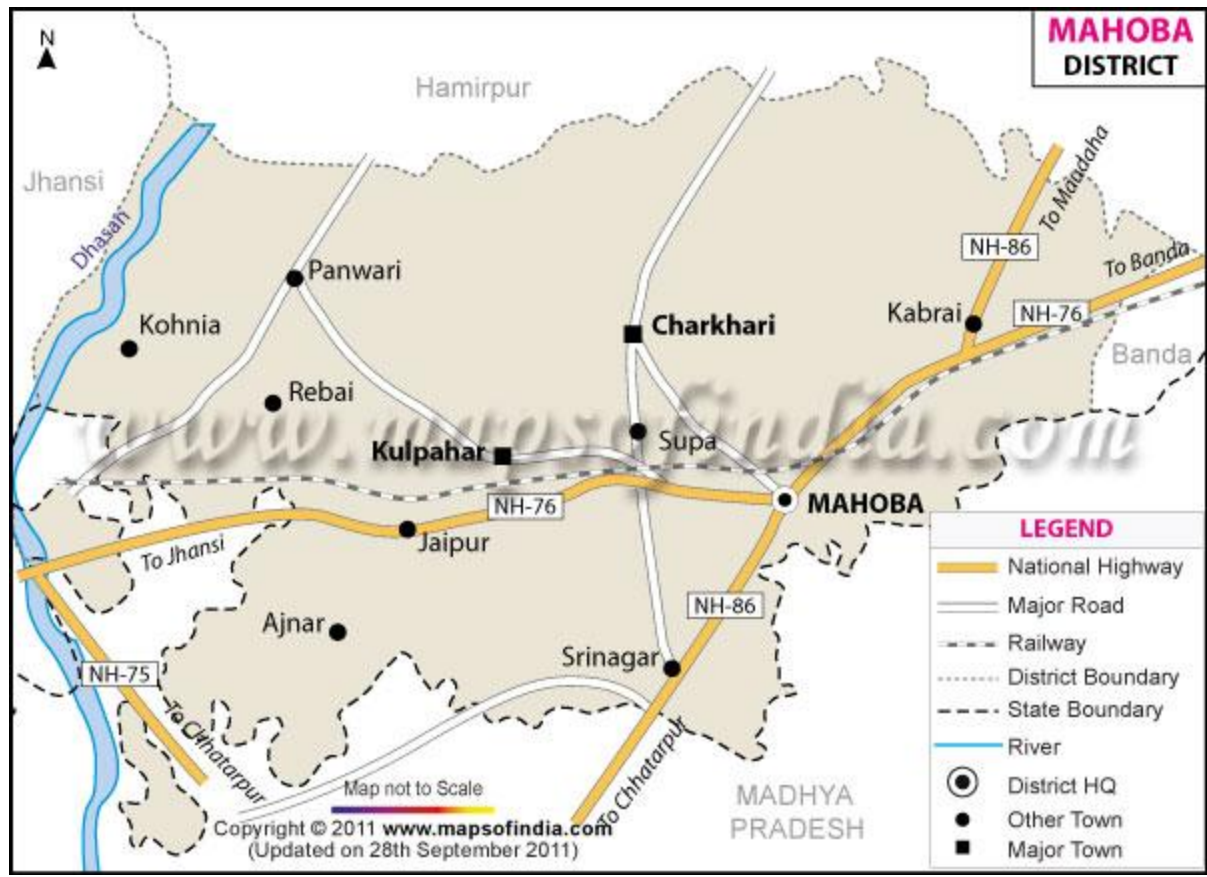 MAHOBA
DISTRICT
N
Hamirpur
Jhansi
Dhasan
To Maadaha
NH-86
To Banda
Panwari
Kohnia
Charkhari
Kabrai
NH-76
Banda
Rebai
www.mapsofindia.com
Kulpahar
Supa
NH-76
MAHOBA
To Jhansi
Jaipur
NH-86
Ajnar
Srinagar
NH-75
To Chhatarpur
To Chhatarpur
MADHYA
PRADESH
LEGEND
National Highway
Major Road
Railway
District Boundary
State Boundary
River
District HQ
Other Town
Major Town
Map not to Scale
Copyright © 2011 www.mapsofindia.com
(Updated on 28th September 2011)